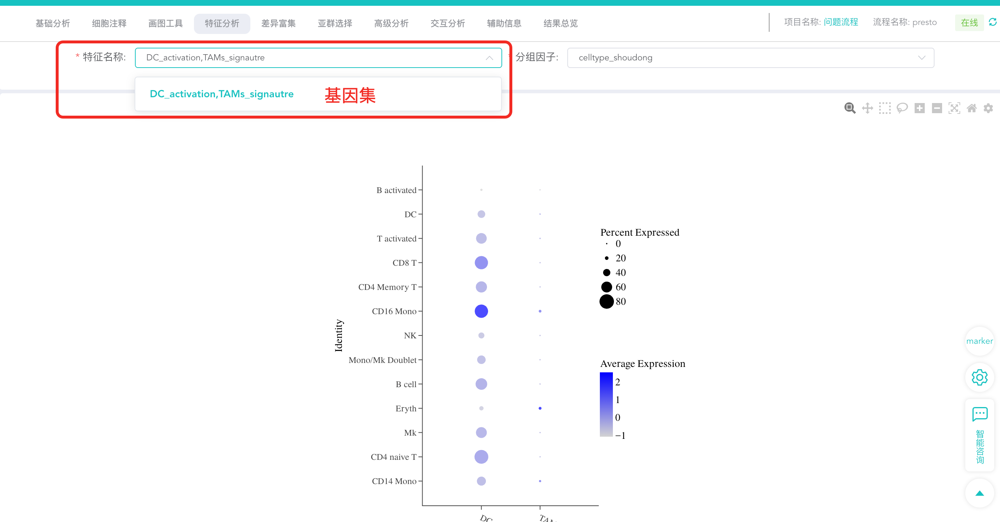 基础分析 细胞注释 画图工具 特征分析 差异富集 亚群选择 高级分析 交互分析 辅助信息 结果总览 项目名称: 问题流程 流程名称: presto 在线
* 特征名称: DC_activation,TAMs_signautre * 分组因子: celltype_shoudong
DC_activation,TAMs_signautre 基因集
B activated
DC
T activated
CD8 T
CD4 Memory T
CD16 Mono
NK
Mono/Mk Doublet
B cell
Eryth
Mk
CD4 naive T
CD14 Mono
Identity
Percent Expressed
0
20
40
60
80
Average Expression
2
1
0
−1
marker
智能咨询